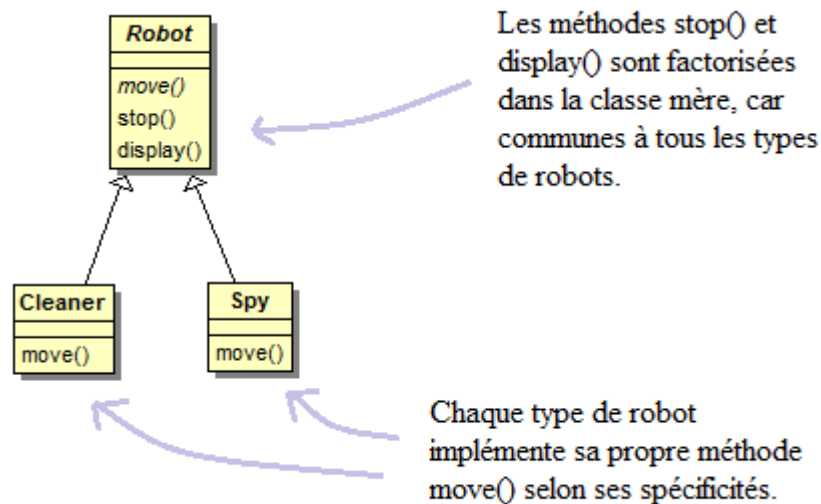 Robot
move()
stop()
display()
Les méthodes stop() et
display() sont factorisées
dans la classe mère, car
communes à tous les types
de robots.
Cleaner
move()
Spy
move()
Chaque type de robot
implémente sa propre méthode
move() selon ses spécificités.